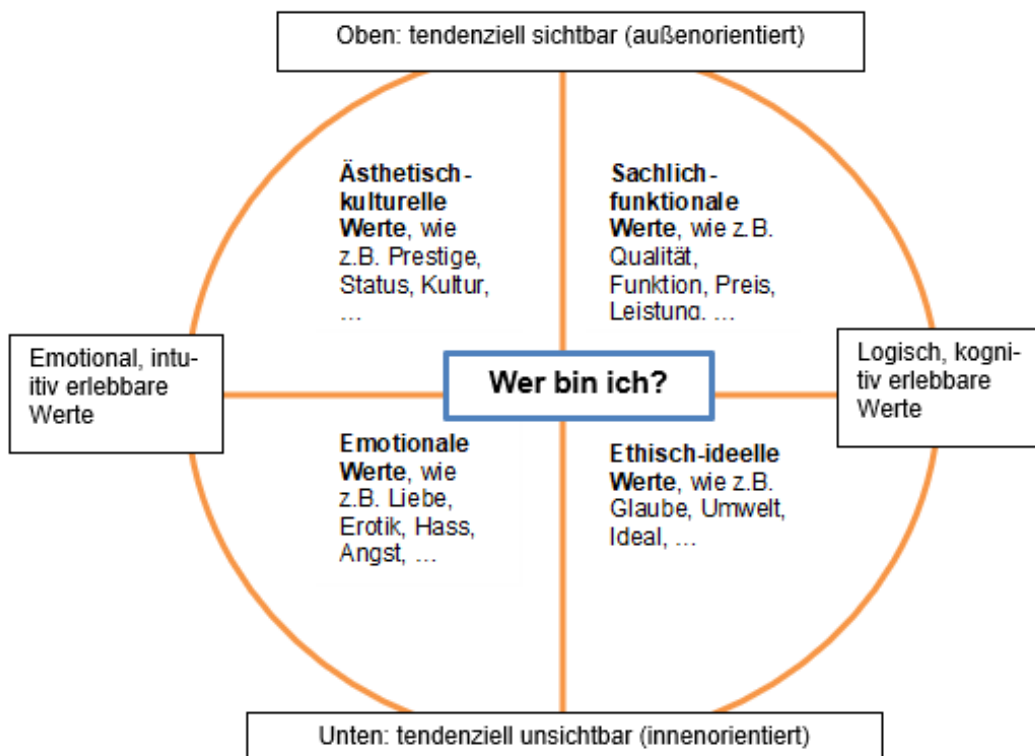 Oben: tendenziell sichtbar (außenorientiert)
Ästhetisch-
kulturelle
Werte, wie
z.B. Prestige,
Status, Kultur,
…
Sachlich-
funktionale
Werte, wie z.B.
Qualität,
Funktion, Preis,
Leistung, …
Emotional, intu-
itiv erlebbare
Werte
Wer bin ich?
Logisch, kogni-
tiv erlebbare
Werte
Emotionale
Werte, wie
z.B. Liebe,
Erotik, Hass,
Angst, …
Ethisch-ideelle
Werte, wie z.B.
Glaube, Umwelt,
Ideal, …
Unten: tendenziell unsichtbar (innenorientiert)